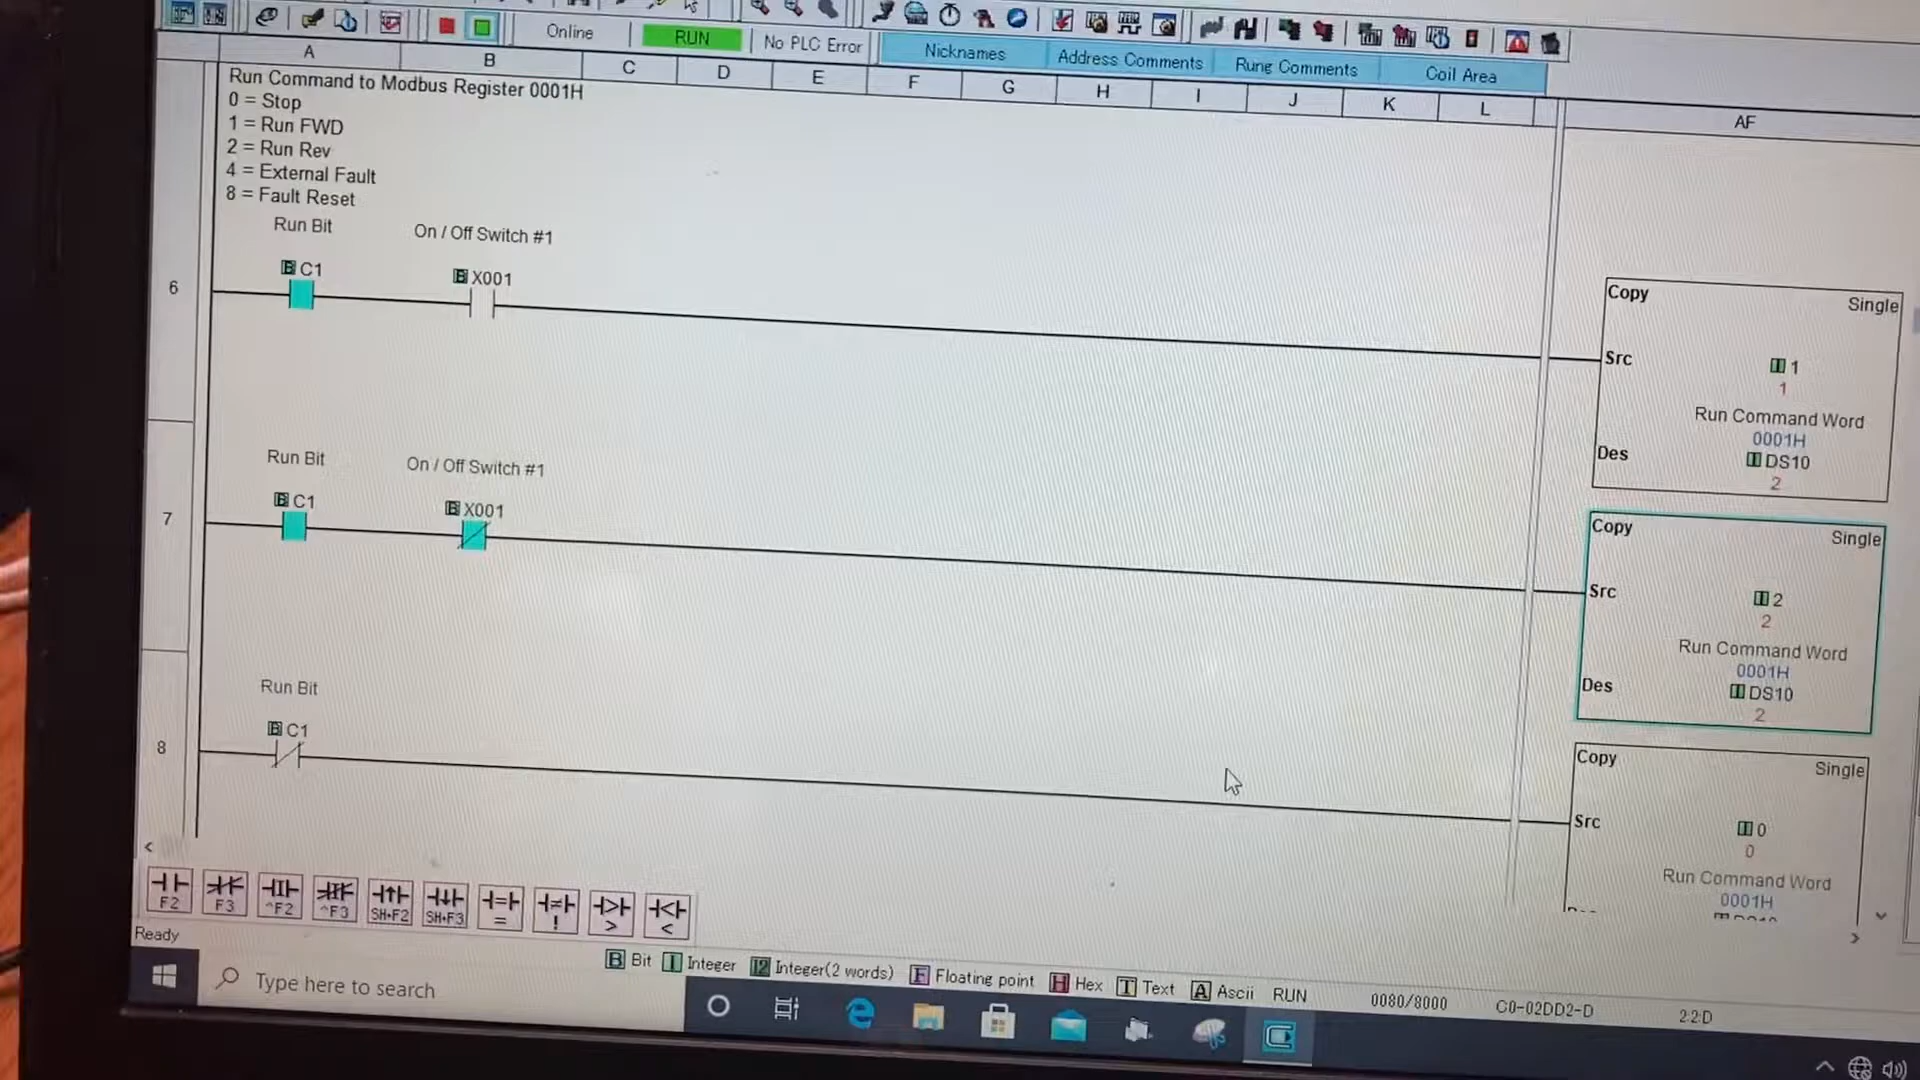 Online
RUN
No PLC Error
Nicknames
Address Comments
Rung Comments
Coil Area
A B C D E F G H I J K L AF
Run Command to Modbus Register 0001H
0 = Stop
1 = Run FWD
2 = Run Rev
4 = External Fault
8 = Fault Reset
Run Bit On / Off Switch #1
B C1 B X001
6
Copy Single
Src I 1
1
Run Command Word
0001H
Des I DS10
2
Run Bit On / Off Switch #1
B C1 B X001
7
Copy Single
Src I 2
2
Run Command Word
0001H
Des I DS10
2
Run Bit
B C1
8
Copy Single
Src I 0
0
Run Command Word
0001H
F2 F3 ^F2 ^F3 SH+F2 SH+F3 = ! > <
Ready
B Bit I Integer I2 Integer(2 words) F Floating point H Hex T Text A Ascii RUN 0080/8000 C0-02DD2-D 2:2:D
Type here to search